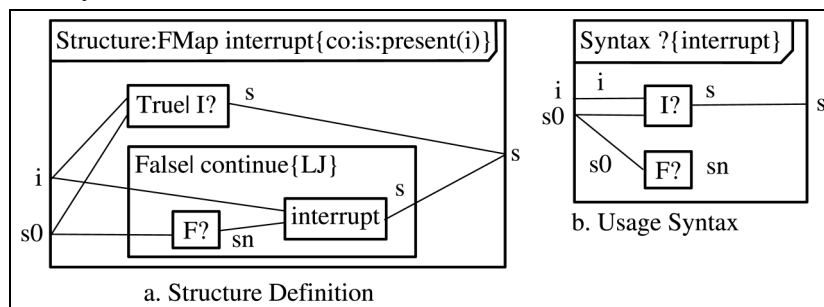 Structure:FMap interrupt{co:is:present(i)}
True| I?
s
False| continue{LJ}
s
i
interrupt
s
F?
s0
sn
a. Structure Definition
Syntax ?{interrupt}
i
i
s
I?
s0
s
s0
F?
sn
b. Usage Syntax